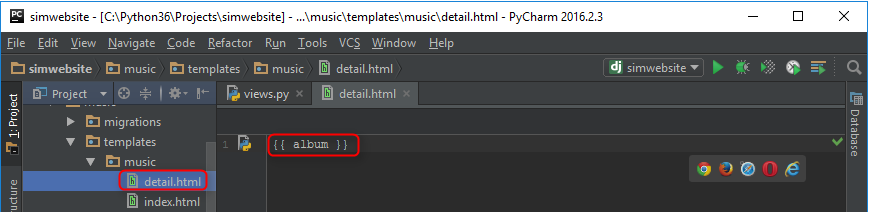 simwebsite - [C:\Python36\Projects\simwebsite] - ...\music\templates\music\detail.html - PyCharm 2016.2.3
File Edit View Navigate Code Refactor Run Tools VCS Window Help
simwebsite music templates music detail.html dj simwebsite
1: Project
Project
views.py detail.html
Database
migrations
templates
1 {{ album }}
music
detail.html
index.html